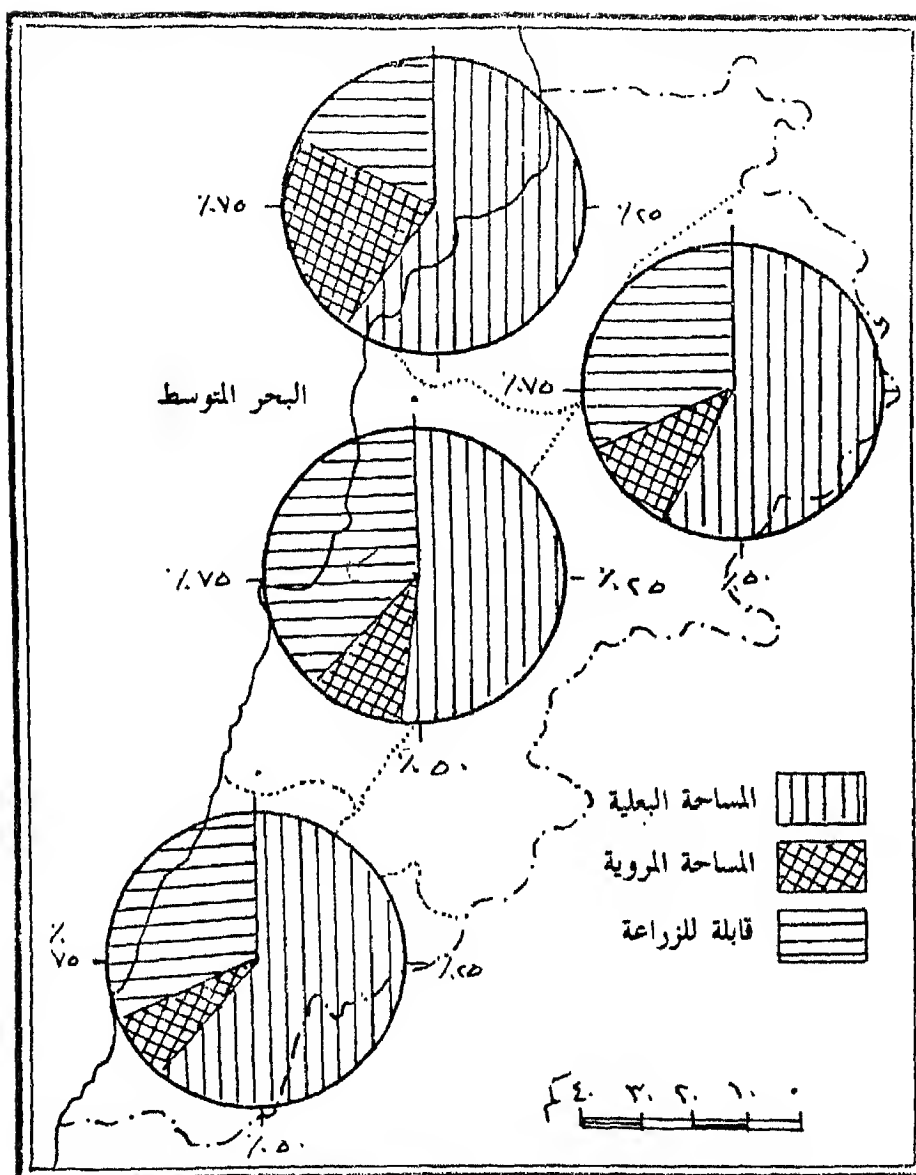 ٪٧٥
٪٢٥
٪٧٥
البحر المتوسط
٪٧٥
٪٢٥
٪٥٠
٪٥٠
المساحة البعلية
المساحة المروية
قابلة للزراعة
٪٧٥
٪٢٥
٪٥٠
٠ ١٠ ٢٠ ٣٠ ٤٠ كم